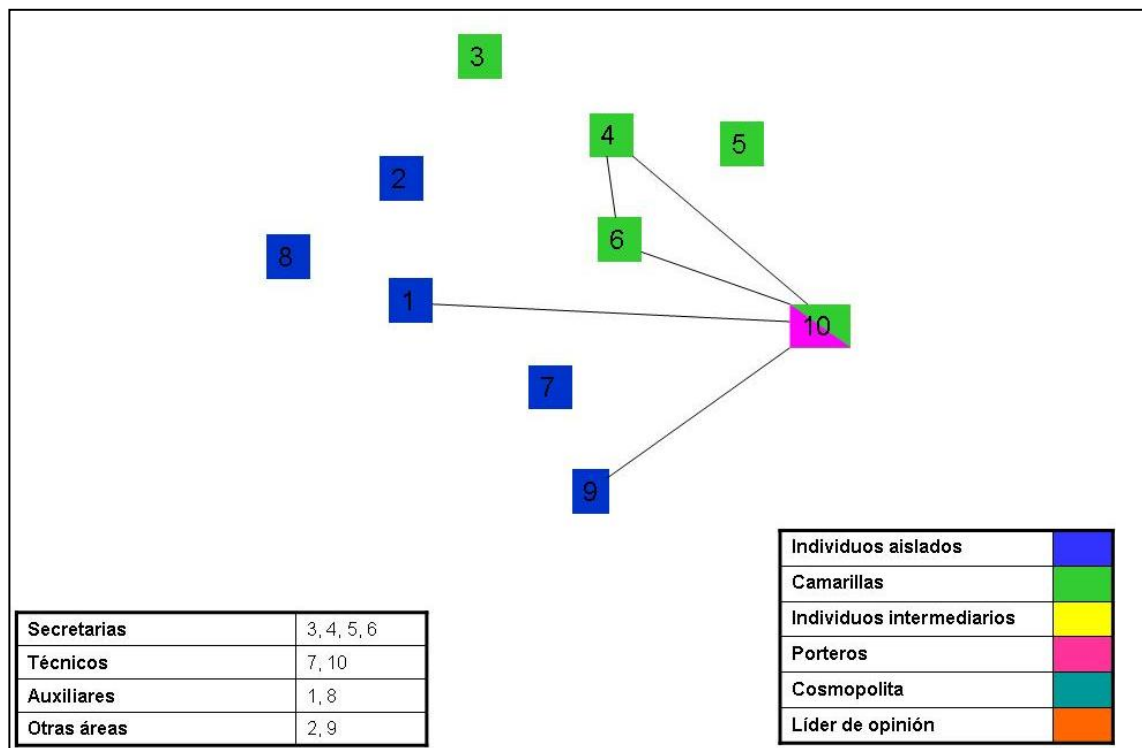 3
4
5
2
6
8
1
10
7
9
Individuos aislados
Camarillas
Individuos intermediarios
Porteros
Cosmopolita
Líder de opinión
Secretarias 3, 4, 5, 6
Técnicos 7, 10
Auxiliares 1, 8
Otras áreas 2, 9